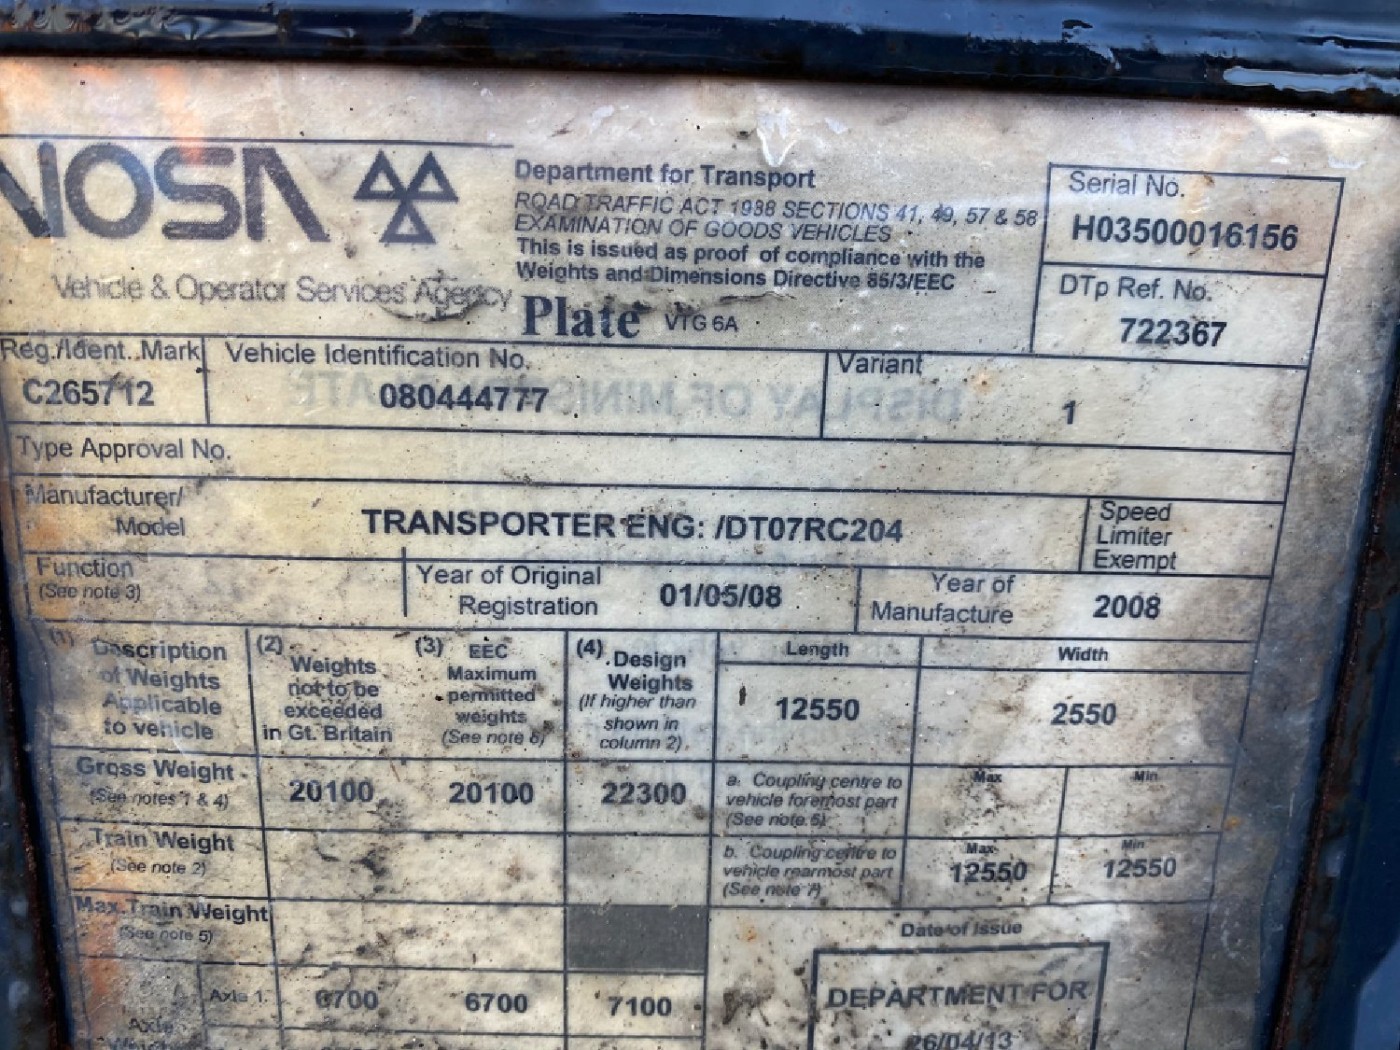 VOSA
Vehicle & Operator Services Agency
Department for Transport
ROAD TRAFFIC ACT 1988 SECTIONS 41, 49, 57 & 58
EXAMINATION OF GOODS VEHICLES
This is issued as proof of compliance with the
Weights and Dimensions Directive 85/3/EEC
Plate VTG 6A
Serial No.
H03500016156
DTp Ref. No.
722367
Reg./Ident. Mark
C265712
Vehicle Identification No.
080444777
Variant
1
Type Approval No.
Manufacturer/
Model
TRANSPORTER ENG: /DT07RC204
Speed
Limiter
Exempt
Function
(See note 3)
Year of Original
Registration
01/05/08
Year of
Manufacture
2008
(1) Description
of Weights
Applicable
to vehicle
(2) Weights
not to be
exceeded
in Gt. Britain
(3) EEC
Maximum
permitted
weights
(See note 6)
(4) Design
Weights
(If higher than
shown in
column 2)
Length
12550
Width
2550
Gross Weight
(See notes 1 & 4)
20100
20100
22300
a. Coupling centre to
vehicle foremost part
(See note 5)
Max
Min
Train Weight
(See note 2)
b. Coupling centre to
vehicle rearmost part
(See note 7)
Max
12550
Min
12550
Max. Train Weight
(See note 5)
Date of Issue
DEPARTMENT FOR
26/04/13
Axle
Axle 1.
6700
6700
7100